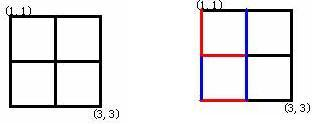 (1, 1)
(3, 3)
(1, 1)
(3, 3)